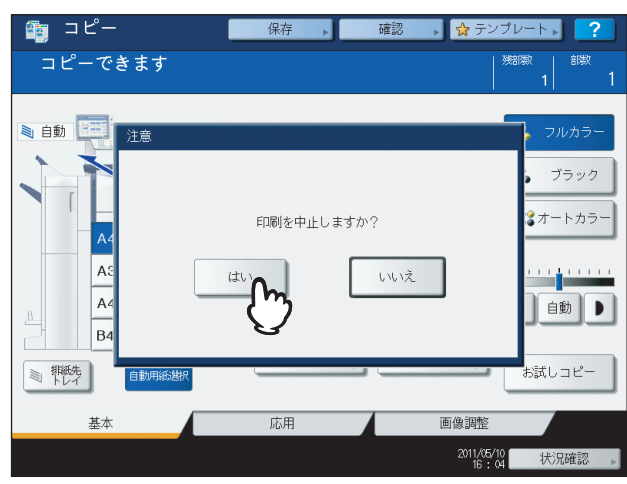 コピー
保存
確認
テンプレート
?
コピーできます
残部数
1
部数
1
自動
注意
フルカラー
ブラック
オートカラー
印刷を中止しますか?
はい
いいえ
A4
A3
A4
B4
自動
排紙先
トレイ
自動用紙選択
お試しコピー
基本
応用
画像調整
2011/05/10
16 : 04
状況確認